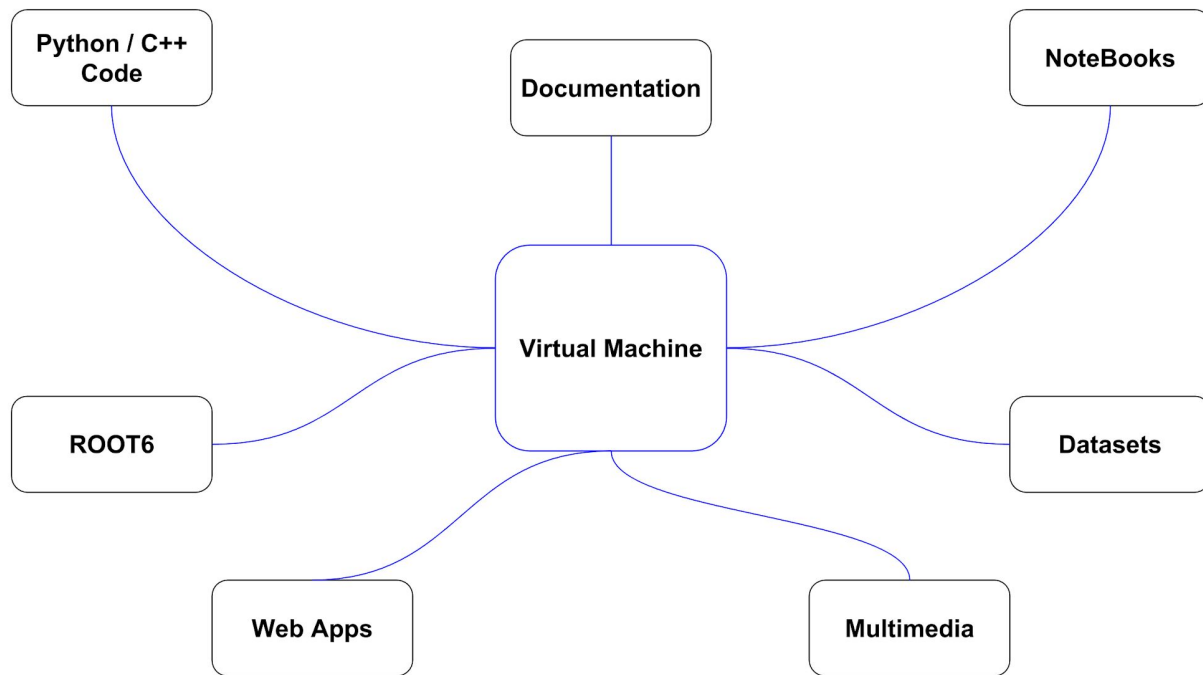 Python / C++
Code
Documentation
NoteBooks
Virtual Machine
ROOT6
Datasets
Web Apps
Multimedia